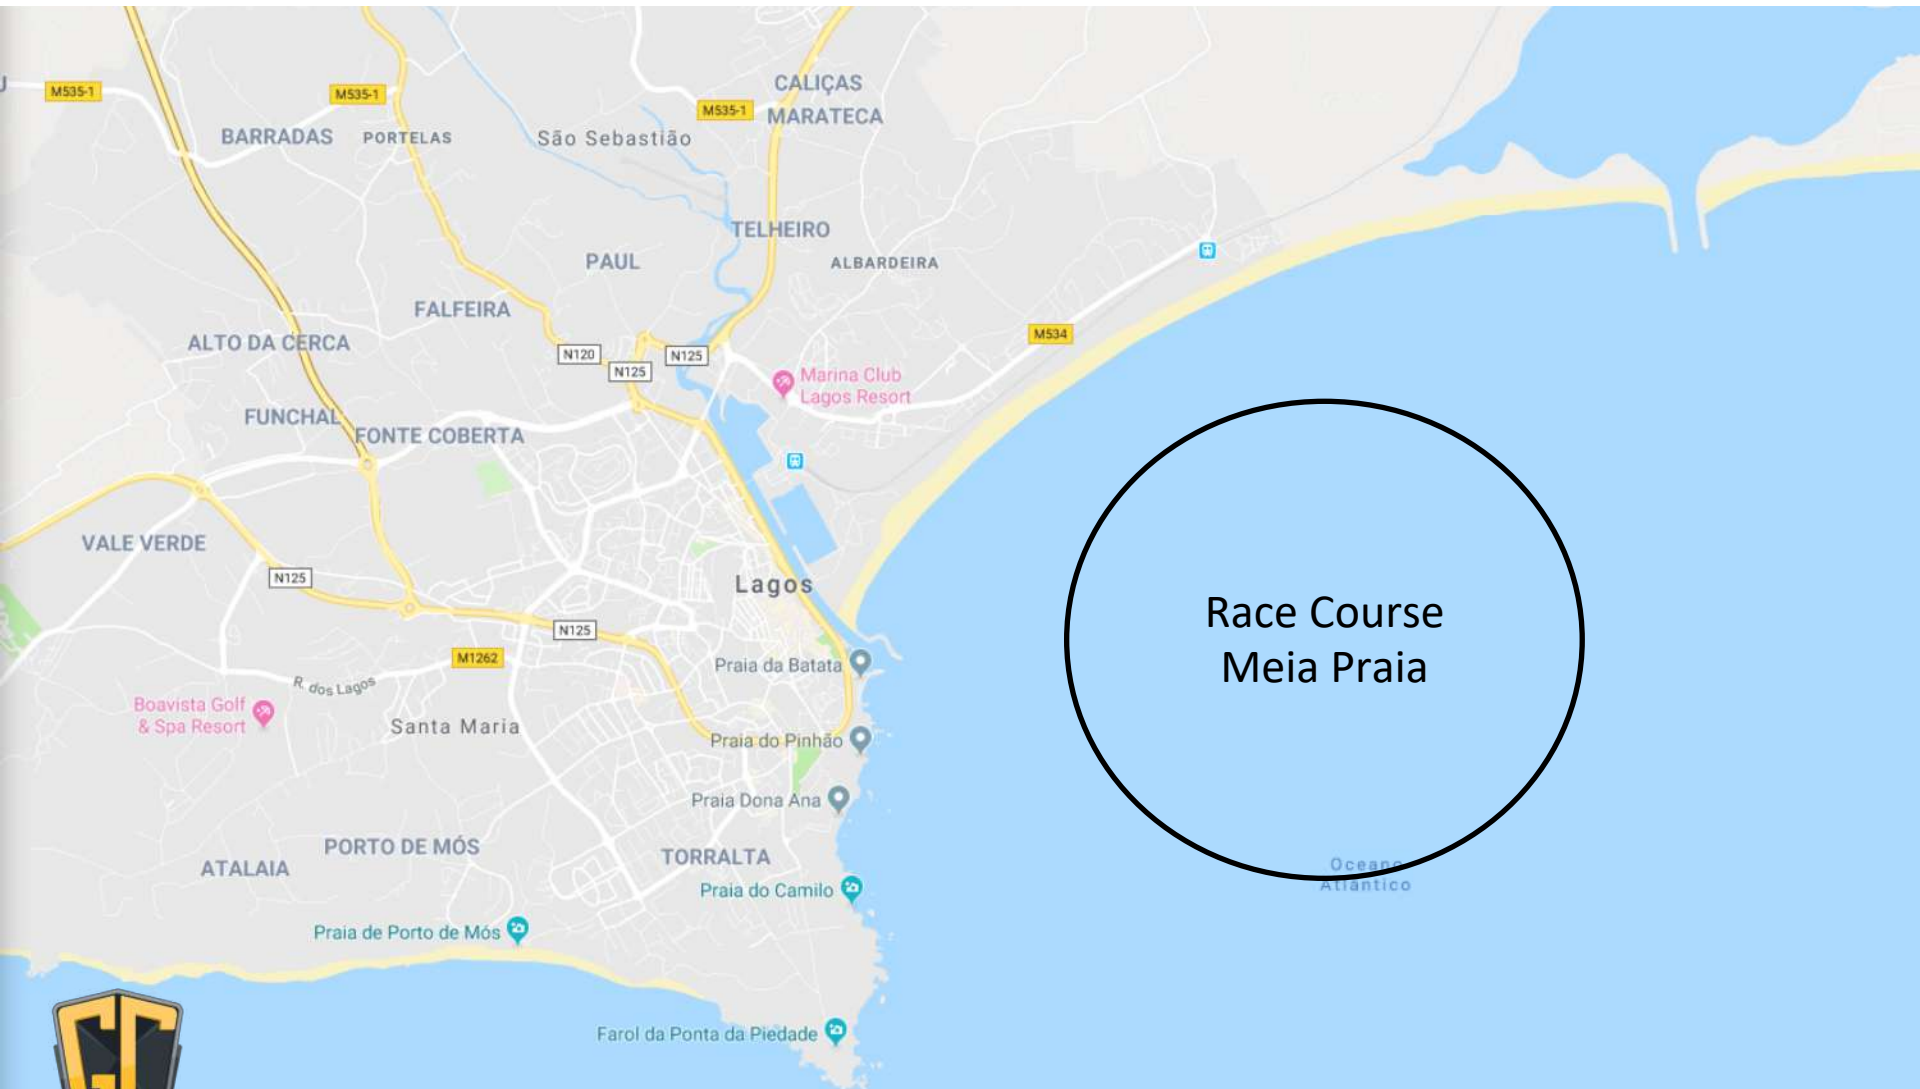 M535-1
M535-1
M535-1
CALIÇAS
MARATECA
BARRADAS
PORTELAS
São Sebastião
TELHEIRO
PAUL
ALBARDEIRA
FALFEIRA
ALTO DA CERCA
M534
N120
N125
N125
Marina Club
Lagos Resort
FUNCHAL
FONTE COBERTA
VALE VERDE
N125
Lagos
Race Course
Meia Praia
N125
M1262
Praia da Batata
R. dos Lagos
Boavista Golf
& Spa Resort
Santa Maria
Praia do Pinhão
Praia Dona Ana
PORTO DE MÓS
TORRALTA
ATALAIA
Oceano
Atlântico
Praia do Camilo
Praia de Porto de Mós
Farol da Ponta da Piedade